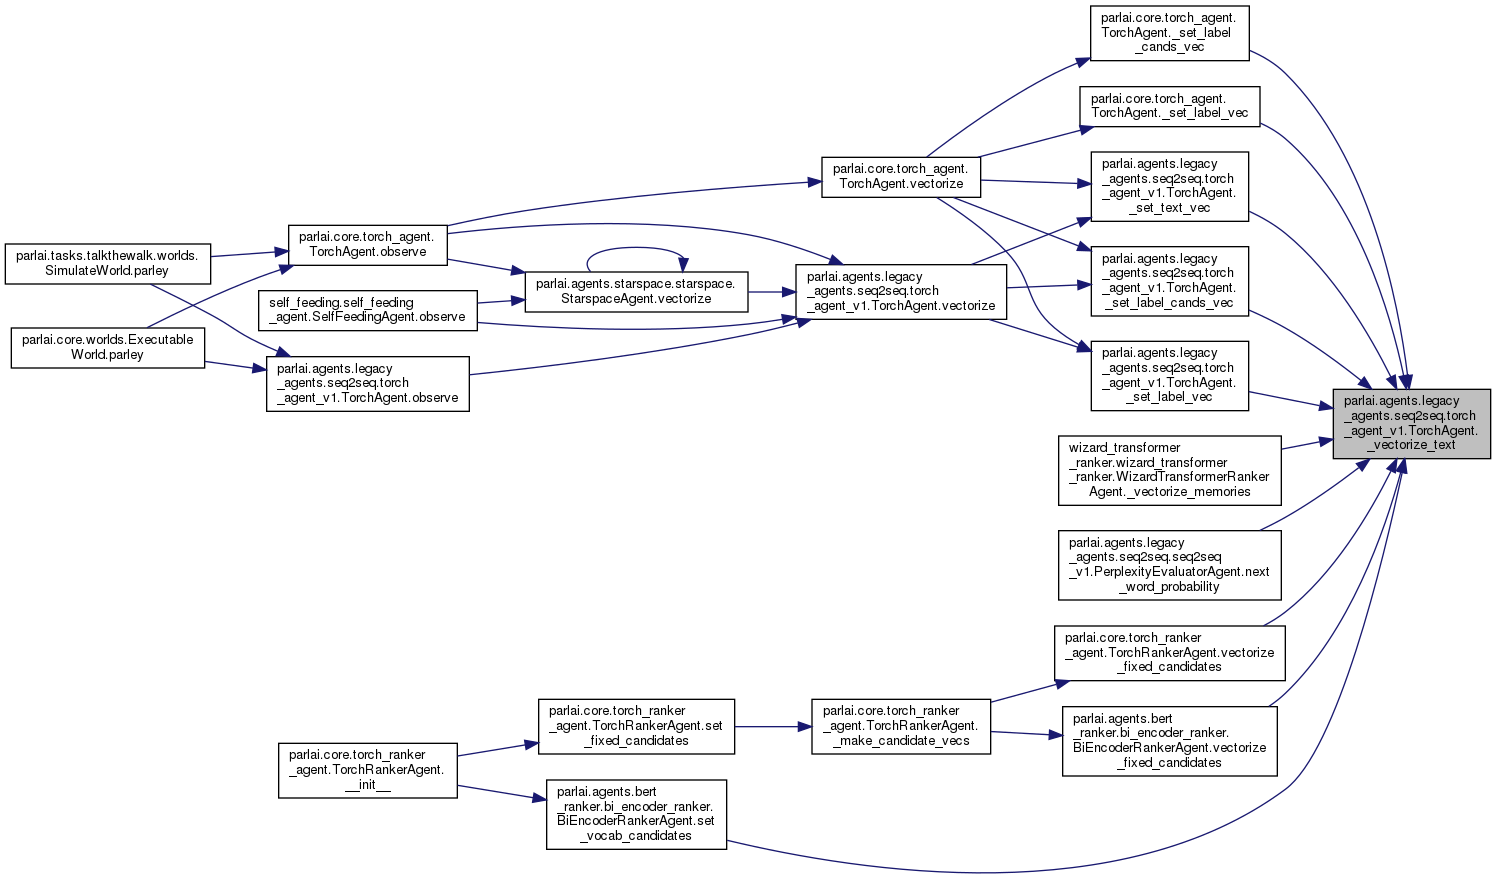 parlai.core.torch_agent.
TorchAgent._set_label
_cands_vec
parlai.core.torch_agent.
TorchAgent._set_label_vec
parlai.agents.legacy
_agents.seq2seq.torch
_agent_v1.TorchAgent.
_set_text_vec
parlai.core.torch_agent.
TorchAgent.vectorize
parlai.core.torch_agent.
TorchAgent.observe
parlai.tasks.talkthewalk.worlds.
SimulateWorld.parley
parlai.agents.starspace.starspace.
StarspaceAgent.vectorize
parlai.agents.legacy
_agents.seq2seq.torch
_agent_v1.TorchAgent.vectorize
parlai.agents.legacy
_agents.seq2seq.torch
_agent_v1.TorchAgent.
_set_label_cands_vec
self_feeding.self_feeding
_agent.SelfFeedingAgent.observe
parlai.core.worlds.Executable
World.parley
parlai.agents.legacy
_agents.seq2seq.torch
_agent_v1.TorchAgent.observe
parlai.agents.legacy
_agents.seq2seq.torch
_agent_v1.TorchAgent.
_set_label_vec
parlai.agents.legacy
_agents.seq2seq.torch
_agent_v1.TorchAgent.
_vectorize_text
wizard_transformer
_ranker.wizard_transformer
_ranker.WizardTransformerRanker
Agent._vectorize_memories
parlai.agents.legacy
_agents.seq2seq.seq2seq
_v1.PerplexityEvaluatorAgent.next
_word_probability
parlai.core.torch_ranker
_agent.TorchRankerAgent.vectorize
_fixed_candidates
parlai.agents.bert
_ranker.bi_encoder_ranker.
BiEncoderRankerAgent.vectorize
_fixed_candidates
parlai.core.torch_ranker
_agent.TorchRankerAgent.
_make_candidate_vecs
parlai.core.torch_ranker
_agent.TorchRankerAgent.set
_fixed_candidates
parlai.core.torch_ranker
_agent.TorchRankerAgent.
__init__
parlai.agents.bert
_ranker.bi_encoder_ranker.
BiEncoderRankerAgent.set
_vocab_candidates